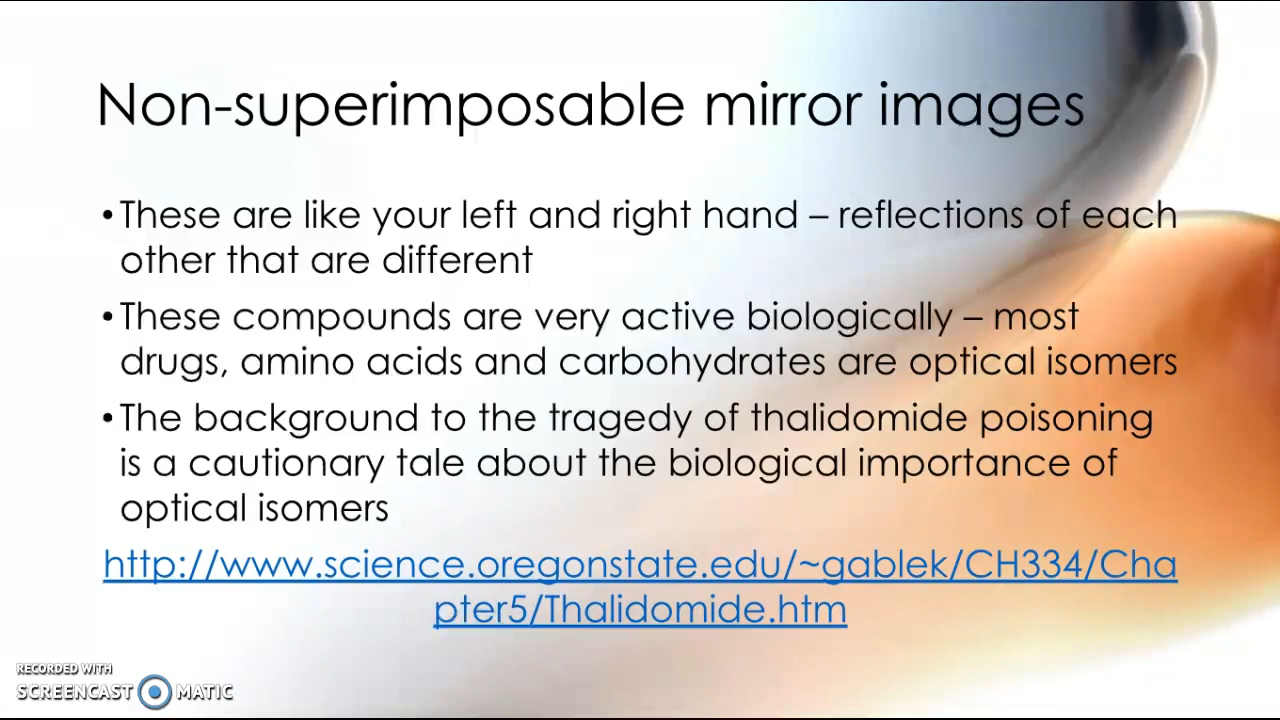 Non-superimposable mirror images
•These are like your left and right hand – reflections of each
other that are different
•These compounds are very active biologically – most
drugs, amino acids and carbohydrates are optical isomers
•The background to the tragedy of thalidomide poisoning
is a cautionary tale about the biological importance of
optical isomers
http://www.science.oregonstate.edu/~gablek/CH334/Cha
pter5/Thalidomide.htm
RECORDED WITH
SCREENCAST MATIC